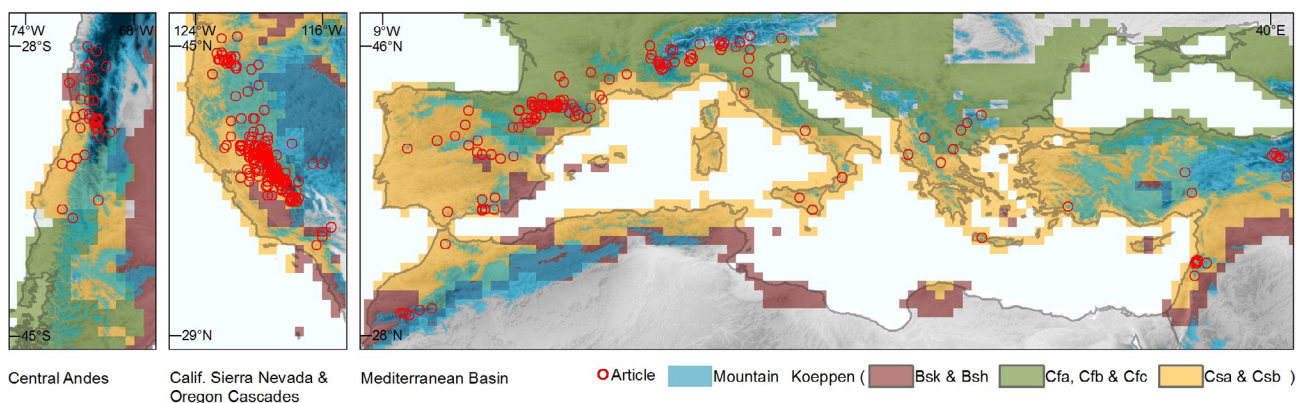 74°W
68°W
28°S
45°S
124°W
116°W
45°N
29°N
9°W
40°E
46°N
28°N
Central Andes
Calif. Sierra Nevada &
Oregon Cascades
Mediterranean Basin
Article
Mountain
Koeppen (
Bsk & Bsh
Cfa, Cfb & Cfc
Csa & Csb )